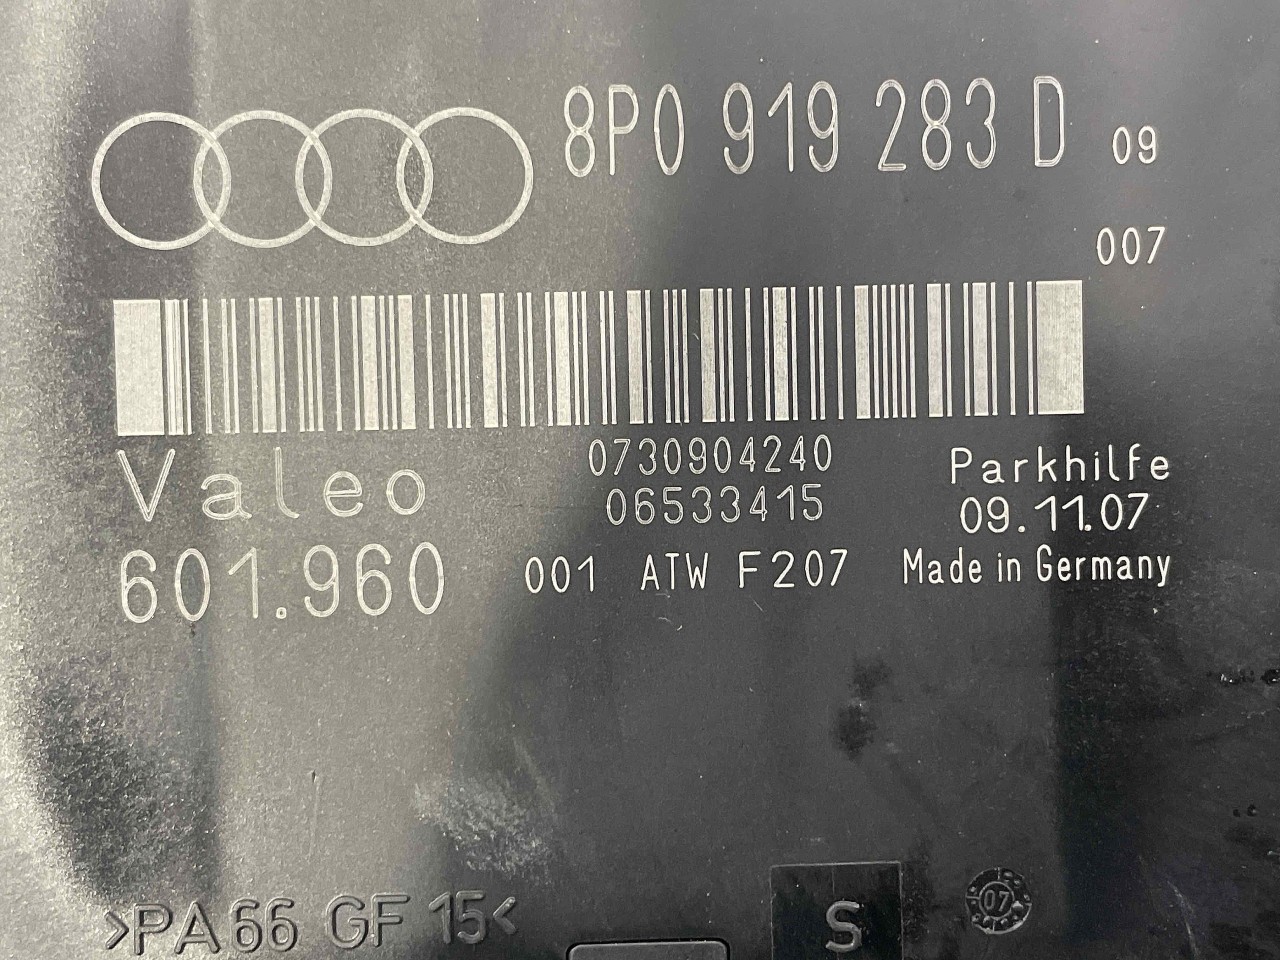 8P0 919 283 D 09
007
0730904240
Valeo 06533415 Parkhilfe
09.11.07
601.960 001 ATW F207 Made in Germany
>PA66 GF 15<
S
07